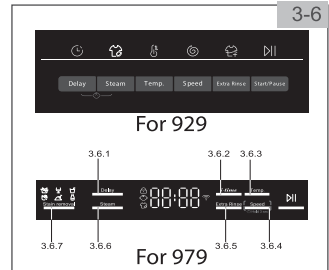 3-6
Delay Steam Temp. Speed Extra Rinse Start/Pause
For 929
3.6.1 3.6.2 3.6.3
Delay Temp.
88:88
Stain removal Steam Extra Rinse Speed
3.6.7 3.6.6 3.6.5 3.6.4
For 979